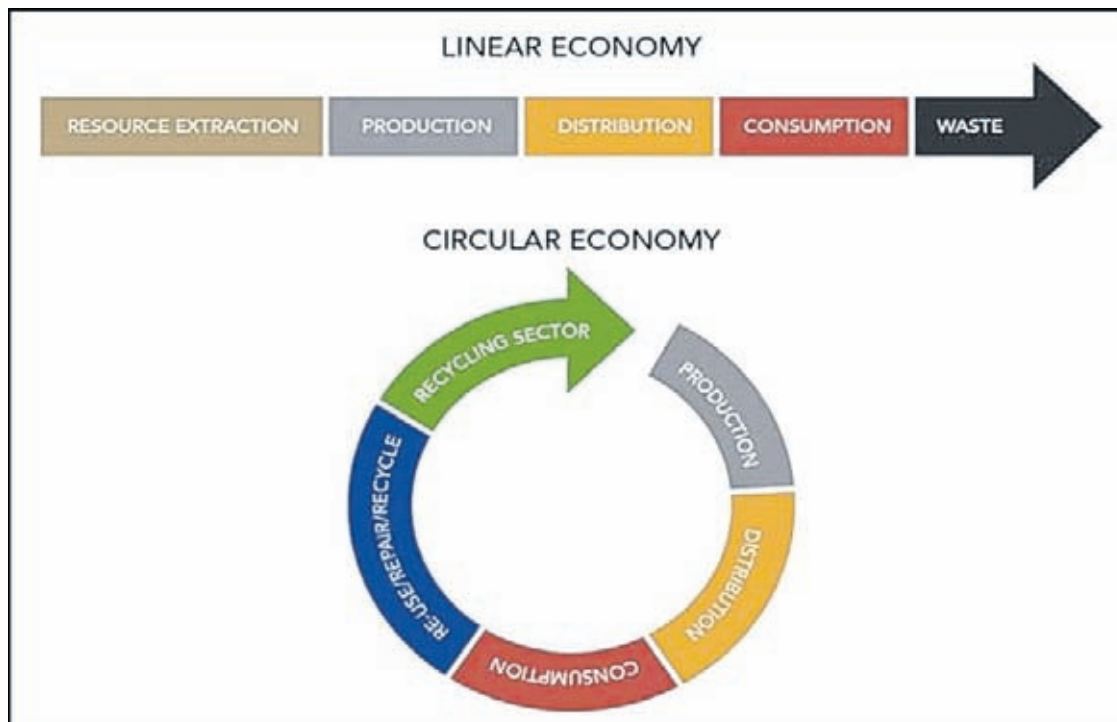 LINEAR ECONOMY
RESOURCE EXTRACTION
PRODUCTION
DISTRIBUTION
CONSUMPTION
WASTE
CIRCULAR ECONOMY
RECYCLING SECTOR
PRODUCTION
DISTRIBUTION
CONSUMPTION
RE-USE/REPAIR/RECYCLE